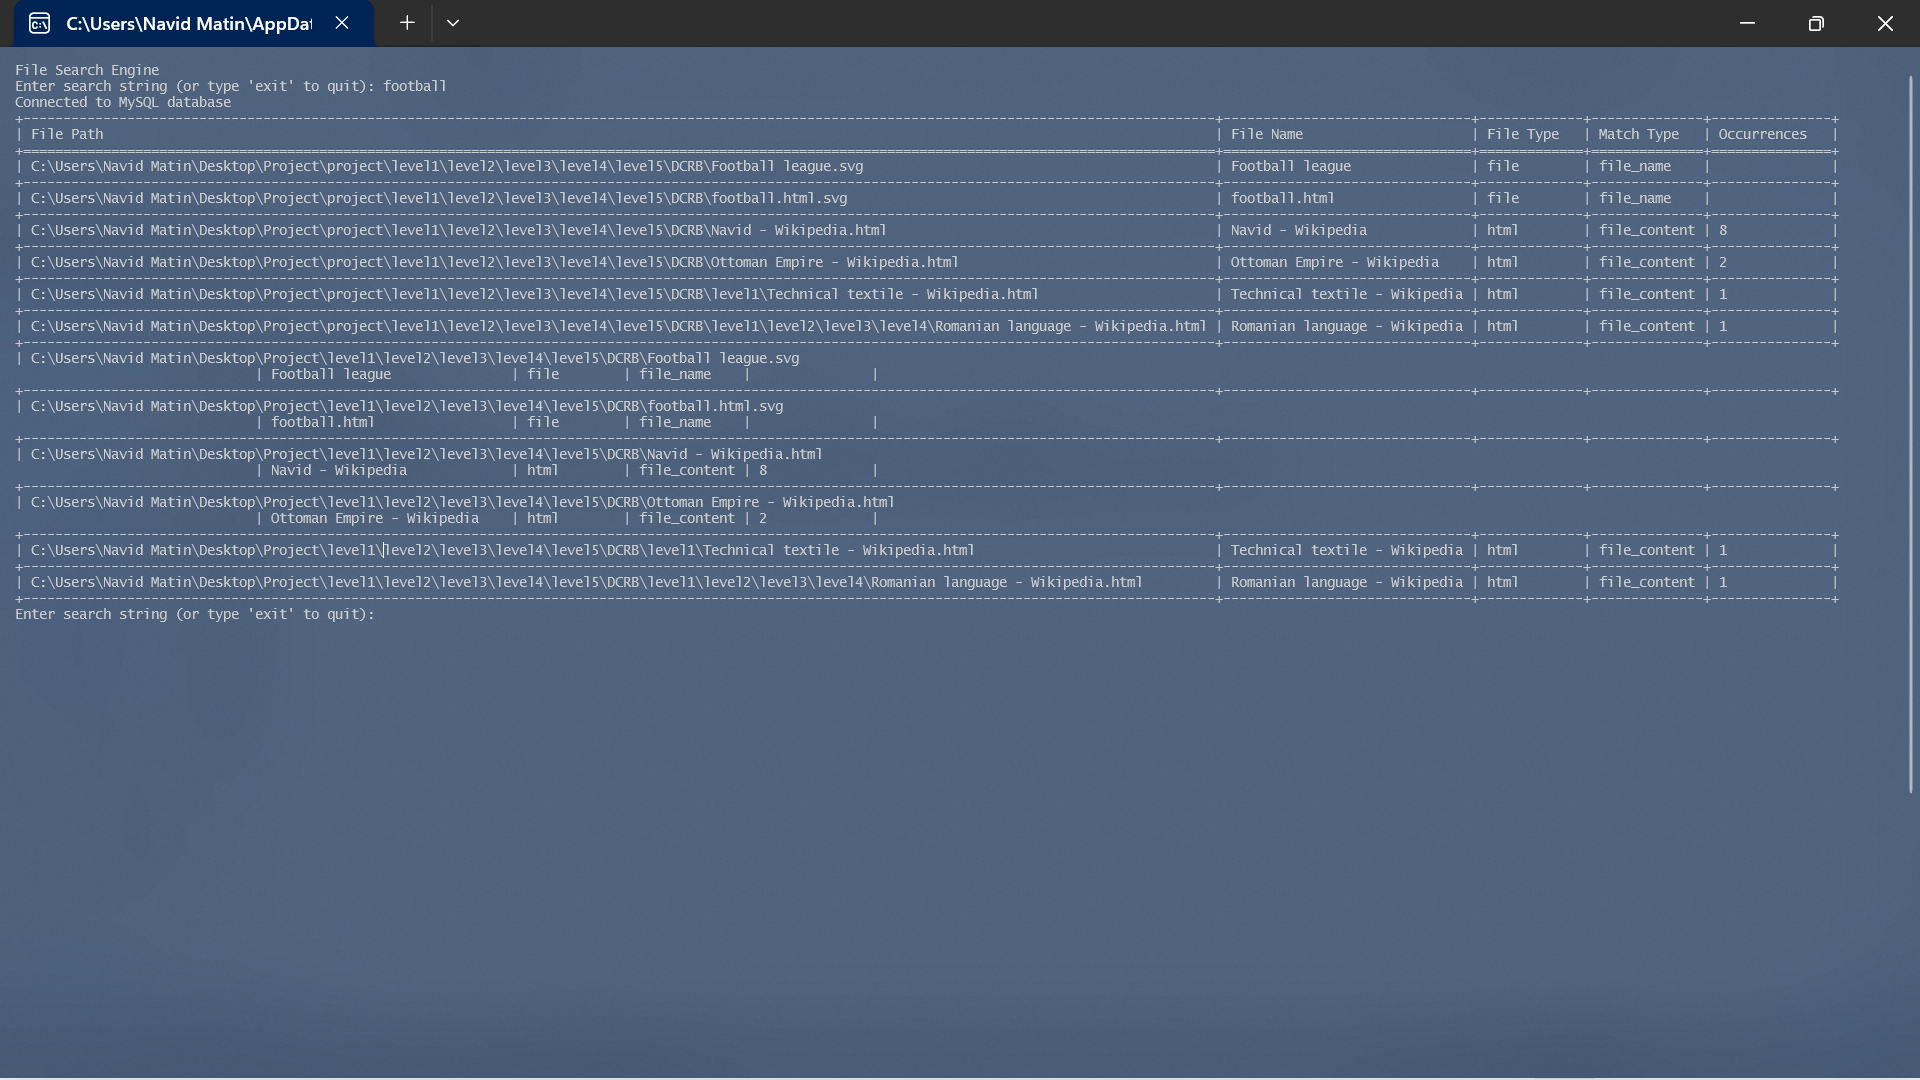 C:\Users\Navid Matin\AppDat
File Search Engine
Enter search string (or type 'exit' to quit): football
Connected to MySQL database
| File Path | File Name | File Type | Match Type | Occurrences |
| C:\Users\Navid Matin\Desktop\Project\project\level1\level2\level3\level4\level5\DCRB\Football league.svg | Football league | file | file_name | |
| C:\Users\Navid Matin\Desktop\Project\project\level1\level2\level3\level4\level5\DCRB\football.html.svg | football.html | file | file_name | |
| C:\Users\Navid Matin\Desktop\Project\project\level1\level2\level3\level4\level5\DCRB\Navid - Wikipedia.html | Navid - Wikipedia | html | file_content | 8 |
| C:\Users\Navid Matin\Desktop\Project\project\level1\level2\level3\level4\level5\DCRB\Ottoman Empire - Wikipedia.html | Ottoman Empire - Wikipedia | html | file_content | 2 |
| C:\Users\Navid Matin\Desktop\Project\project\level1\level2\level3\level4\level5\DCRB\level1\Technical textile - Wikipedia.html | Technical textile - Wikipedia | html | file_content | 1 |
| C:\Users\Navid Matin\Desktop\Project\project\level1\level2\level3\level4\level5\DCRB\level1\level2\level3\level4\Romanian language - Wikipedia.html | Romanian language - Wikipedia | html | file_content | 1 |
| C:\Users\Navid Matin\Desktop\Project\level1\level2\level3\level4\level5\DCRB\Football league.svg
| Football league | file | file_name | |
| C:\Users\Navid Matin\Desktop\Project\level1\level2\level3\level4\level5\DCRB\football.html.svg
| football.html | file | file_name | |
| C:\Users\Navid Matin\Desktop\Project\level1\level2\level3\level4\level5\DCRB\Navid - Wikipedia.html
| Navid - Wikipedia | html | file_content | 8 |
| C:\Users\Navid Matin\Desktop\Project\level1\level2\level3\level4\level5\DCRB\Ottoman Empire - Wikipedia.html
| Ottoman Empire - Wikipedia | html | file_content | 2 |
| C:\Users\Navid Matin\Desktop\Project\level1\level2\level3\level4\level5\DCRB\level1\Technical textile - Wikipedia.html | Technical textile - Wikipedia | html | file_content | 1 |
| C:\Users\Navid Matin\Desktop\Project\level1\level2\level3\level4\level5\DCRB\level1\level2\level3\level4\Romanian language - Wikipedia.html | Romanian language - Wikipedia | html | file_content | 1 |
Enter search string (or type 'exit' to quit):